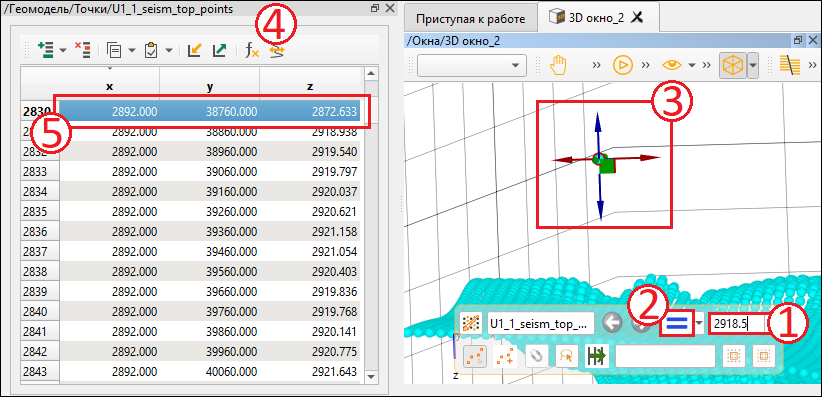 /Геомодель/Точки/U1_1_seism_top_points
4
x y z
2830 2892.000 38760.000 2872.633
5
2892.000 38860.000 2918.938
2832 2892.000 38960.000 2919.540
2833 2892.000 39060.000 2919.797
2834 2892.000 39160.000 2920.037
2835 2892.000 39260.000 2920.621
2836 2892.000 39360.000 2921.158
2837 2892.000 39460.000 2921.054
2838 2892.000 39560.000 2920.403
2839 2892.000 39660.000 2919.836
2840 2892.000 39760.000 2919.768
2841 2892.000 39860.000 2920.141
2842 2892.000 39960.000 2920.775
2843 2892.000 40060.000 2921.643
Приступая к работе 3D окно_2
/Окна/3D окно_2
3
2 1
U1_1_seism_top_... 2918.5
z